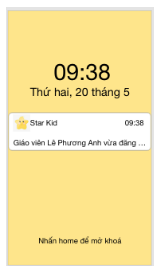 09:38
Thứ hai, 20 tháng 5
Star Kid 09:38
Giáo viên Lê Phương Anh vừa đăng ...
Nhấn home để mở khoá